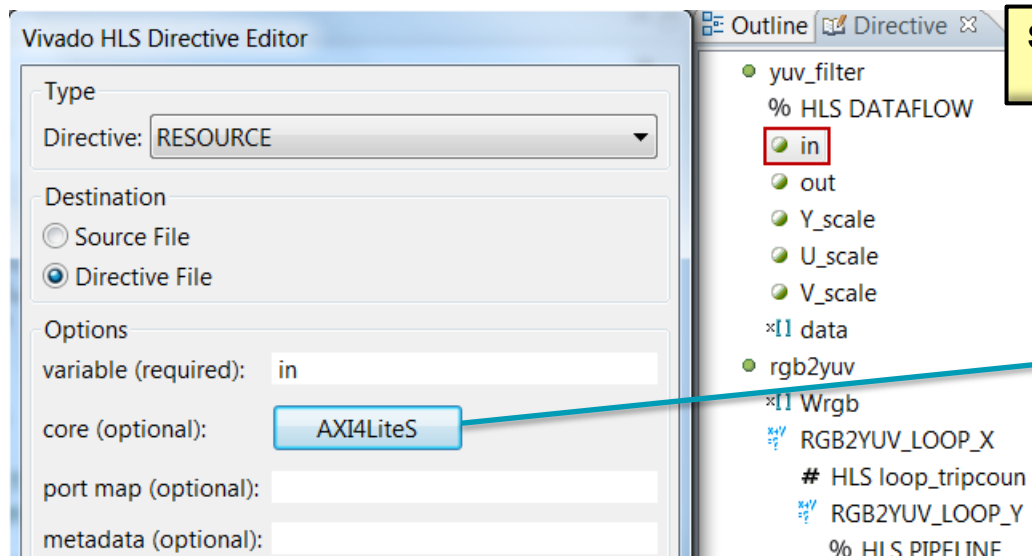 Vivado HLS Directive Editor
Type
Directive: RESOURCE
Destination
Source File
Directive File
Options
variable (required): in
core (optional): AXI4LiteS
port map (optional):
metadata (optional):
Outline Directive
yuv_filter
% HLS DATAFLOW
in
out
Y_scale
U_scale
V_scale
×[] data
rgb2yuv
×[] Wrgb
RGB2YUV_LOOP_X
# HLS loop_tripcoun
RGB2YUV_LOOP_Y
% HLS PIPELINE